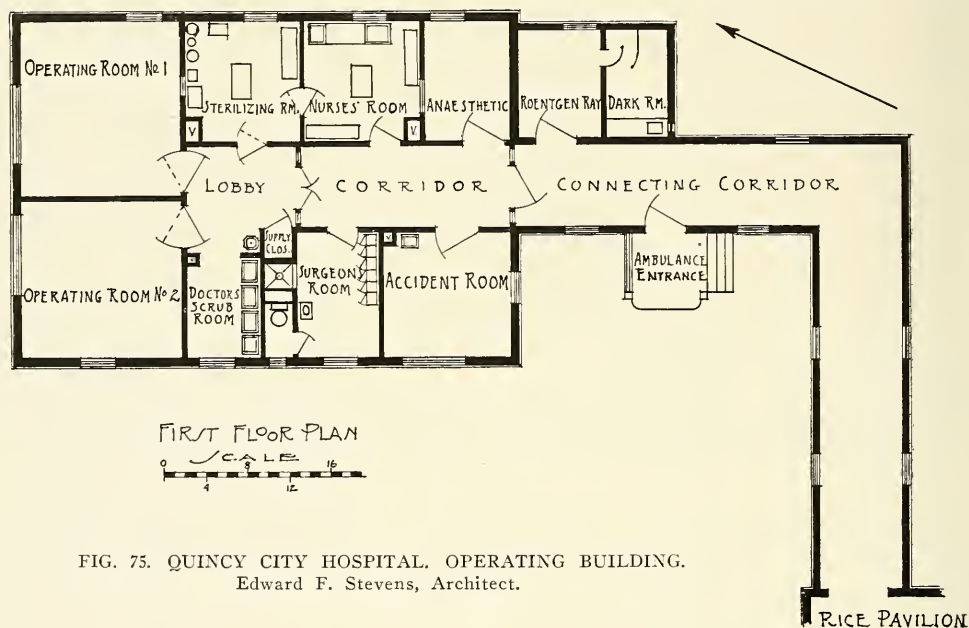 OPERATING ROOM No 1
STERILIZING RM.
NURSES' ROOM
ANAESTHETIC
ROENTGEN RAY
DARK RM.
V
V
LOBBY
CORRIDOR
CONNECTING CORRIDOR
OPERATING ROOM No 2
DOCTORS
SCRUB
ROOM
SUPPLY
CLOS.
SURGEONS
ROOM
V
ACCIDENT ROOM
AMBULANCE
ENTRANCE
FIRST FLOOR PLAN
SCALE
0 8 16
4 12
FIG. 75. QUINCY CITY HOSPITAL. OPERATING BUILDING.
Edward F. Stevens, Architect.
RICE PAVILION